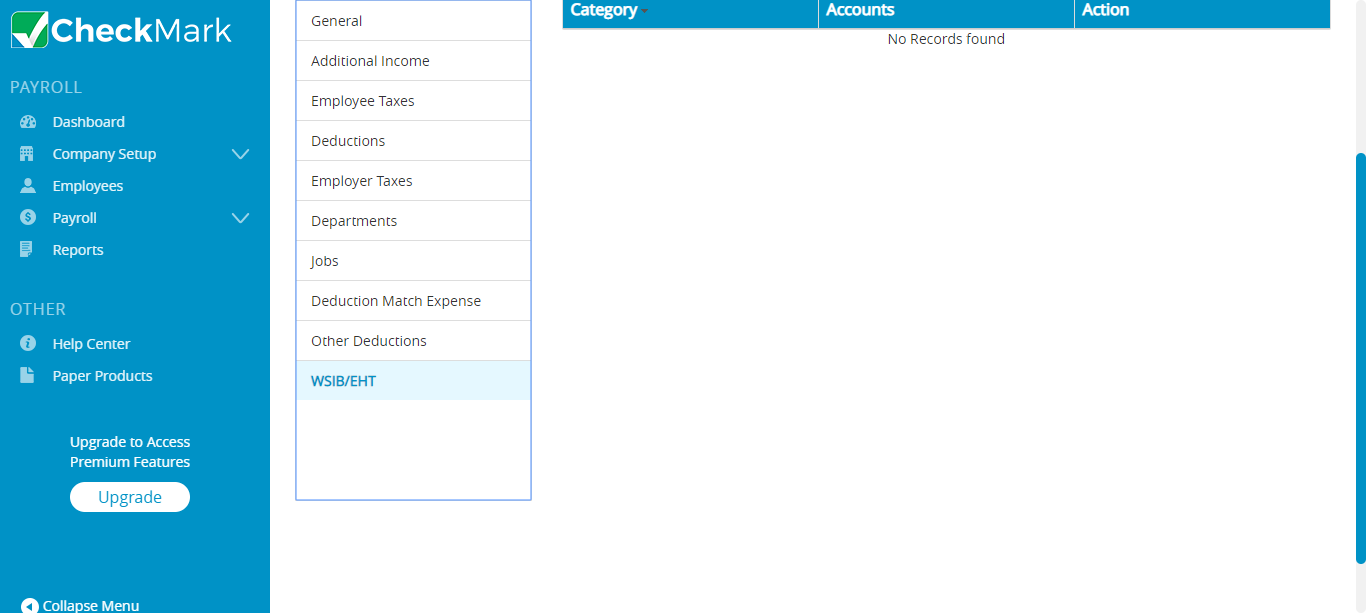 CheckMark
PAYROLL
Dashboard
Company Setup
Employees
Payroll
Reports
OTHER
Help Center
Paper Products
Upgrade to Access
Premium Features
Upgrade
Collapse Menu
General
Additional Income
Employee Taxes
Deductions
Employer Taxes
Departments
Jobs
Deduction Match Expense
Other Deductions
WSIB/EHT
Category Accounts Action
No Records found